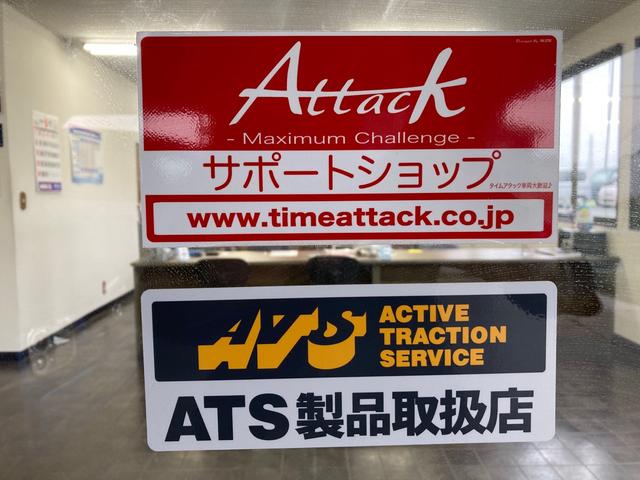 Attack
- Maximum Challenge -
サポートショップ
タイムアタック車両大歓迎♪
www.timeattack.co.jp
ATS
ACTIVE
TRACTION
SERVICE
ATS製品取扱店